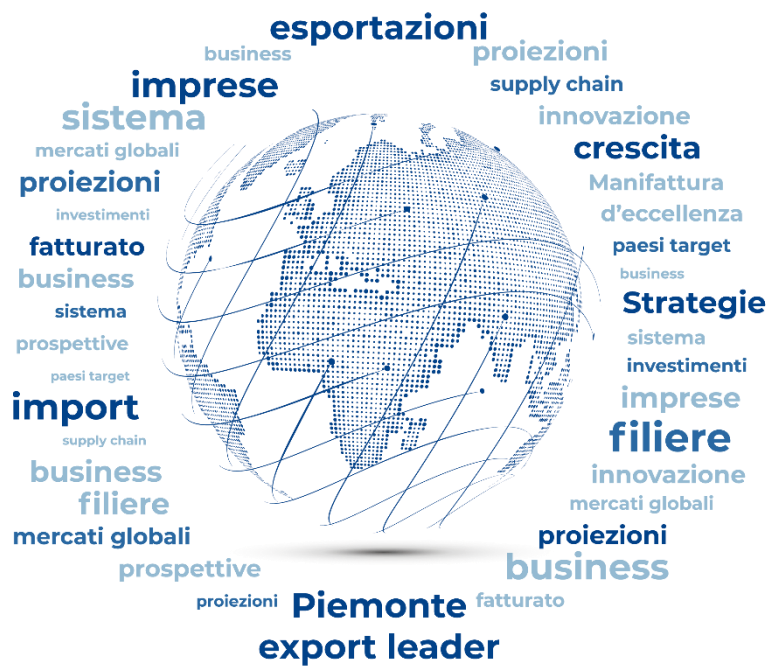 esportazioni
business
proiezioni
imprese
supply chain
sistema
innovazione
mercati globali
crescita
proiezioni
Manifattura
d'eccellenza
investimenti
fatturato
paesi target
business
business
sistema
Strategie
prospettive
sistema
paesi target
investimenti
import
imprese
supply chain
filiere
business
innovazione
filiere
mercati globali
mercati globali
proiezioni
prospettive
business
proiezioni
Piemonte
fatturato
export leader